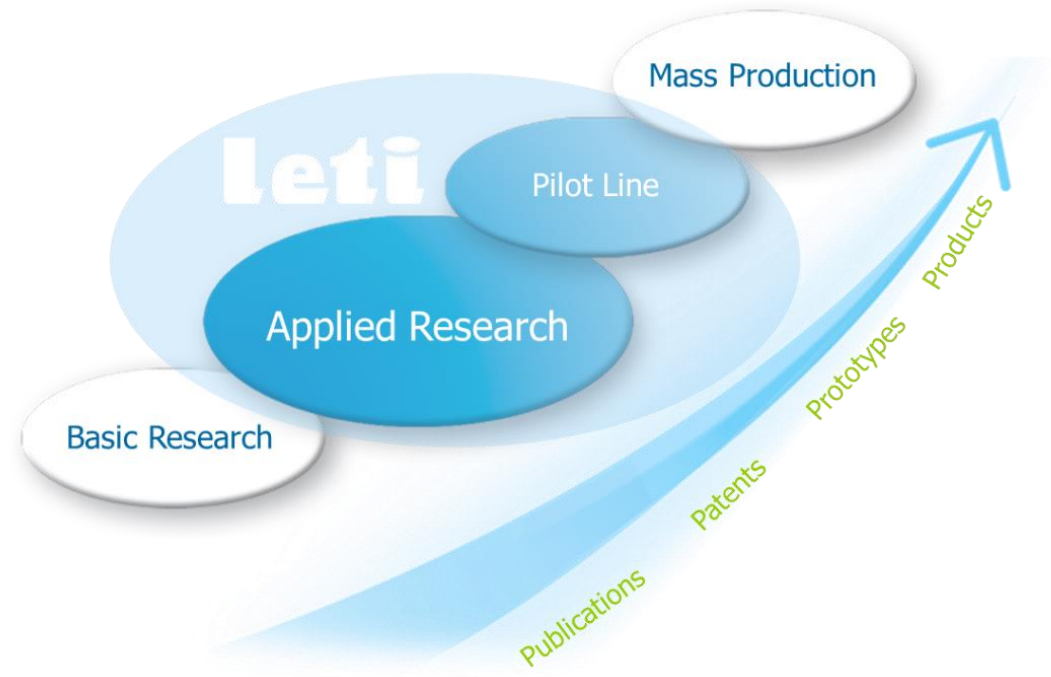 Mass Production
leti
Pilot Line
Applied Research
Basic Research
Products
Prototypes
Patents
Publications